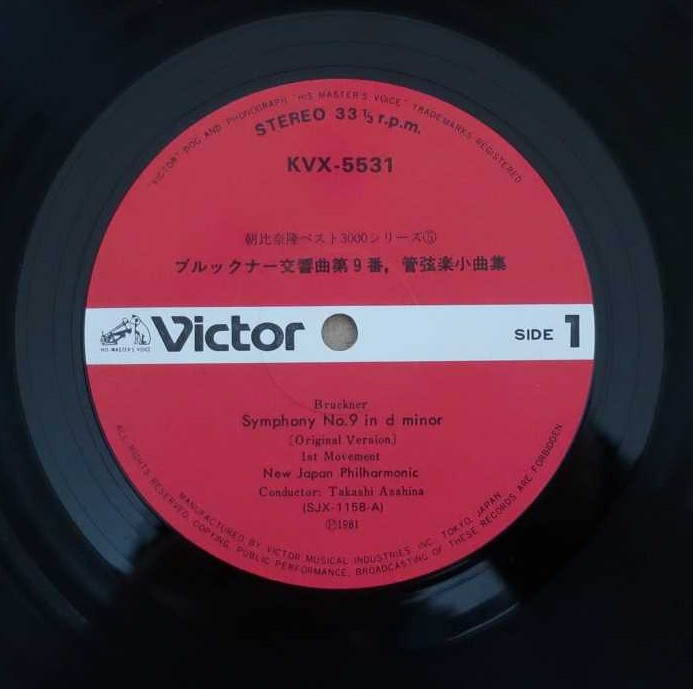 "VICTOR" DOG AND PHONOGRAPH "HIS MASTER'S VOICE" TRADEMARKS REGISTERED
STEREO 33⅓ r.p.m.
KVX-5531
朝比奈隆ベスト3000シリーズ⑤
ブルックナー交響曲第9番,管弦楽小曲集
HIS MASTER'S VOICE
Victor
SIDE 1
Bruckner
Symphony No.9 in d minor
〔Original Version〕
1st Movement
New Japan Philharmonic
Conductor: Takashi Asahina
(SJX-1158-A)
Ⓟ1981
MANUFACTURED BY VICTOR MUSICAL INDUSTRIES, INC. TOKYO, JAPAN
ALL RIGHTS RESERVED. COPYING, PUBLIC PERFORMANCE, BROADCASTING OF THESE RECORDS ARE FORBIDDEN